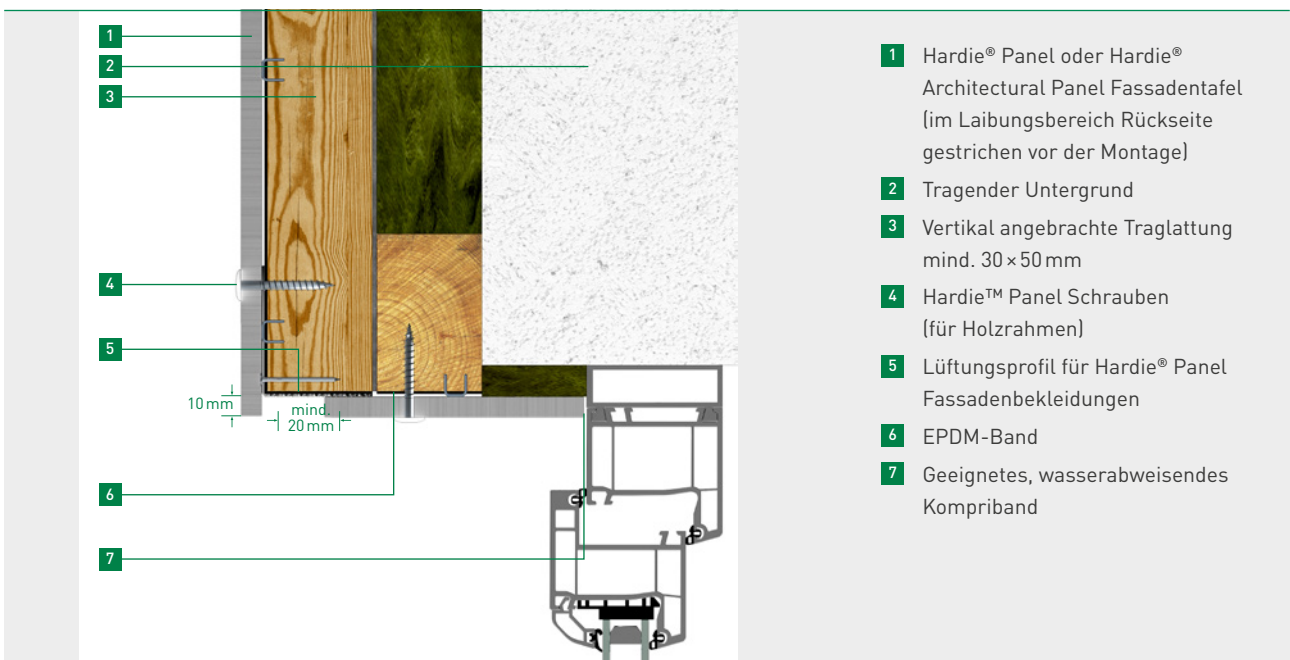 1
2
3
4
5
10 mm
mind.
20 mm
6
7
1 Hardie® Panel oder Hardie®
Architectural Panel Fassadentafel
(im Laibungsbereich Rückseite
gestrichen vor der Montage)
2 Tragender Untergrund
3 Vertikal angebrachte Traglattung
mind. 30 × 50 mm
4 Hardie™ Panel Schrauben
(für Holzrahmen)
5 Lüftungsprofil für Hardie® Panel
Fassadenbekleidungen
6 EPDM-Band
7 Geeignetes, wasserabweisendes
Kompriband